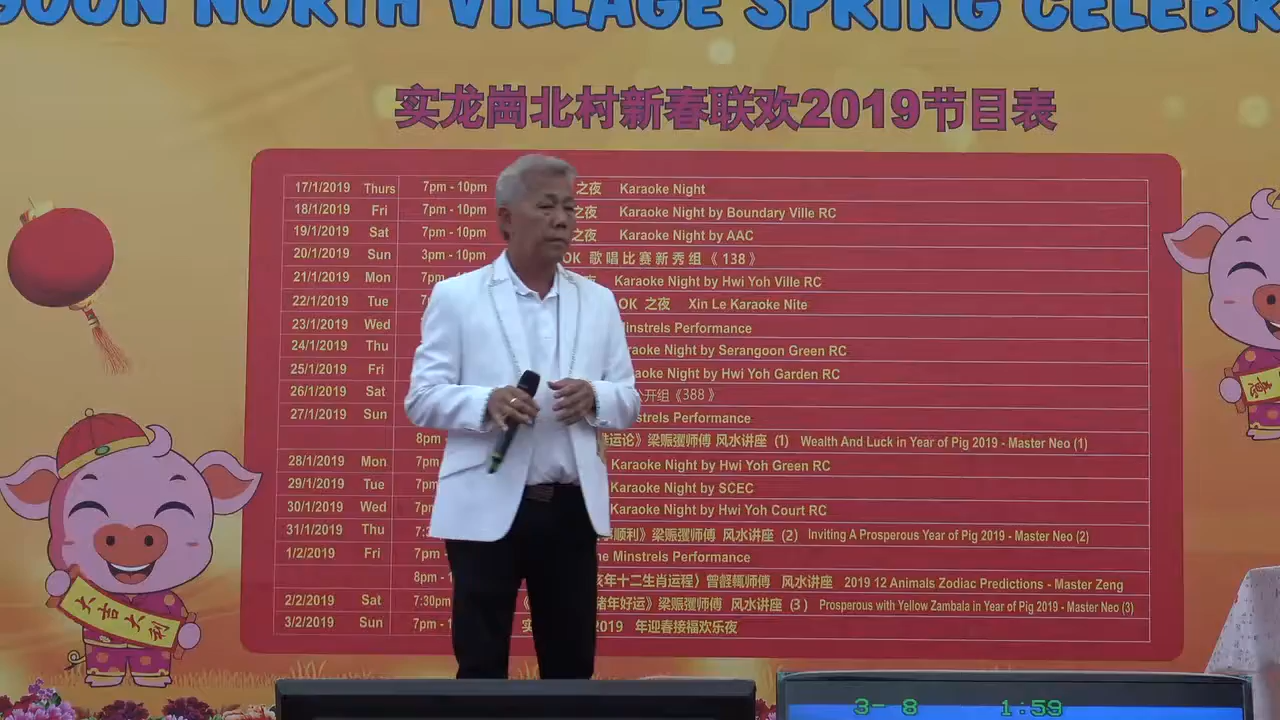 GOON NORTH VILLAGE SPRING CELEBR
实龙岗北村新春联欢2019节目表
17/1/2019 Thurs 7pm - 10pm 之夜 Karaoke Night
18/1/2019 Fri 7pm - 10pm 之夜 Karaoke Night by Boundary Ville RC
19/1/2019 Sat 7pm - 10pm 之夜 Karaoke Night by AAC
20/1/2019 Sun 3pm - 10pm OK 歌唱比赛新秀组《138》
21/1/2019 Mon 7pm 之夜 Karaoke Night by Hwi Yoh Ville RC
22/1/2019 Tue OK 之夜 Xin Le Karaoke Nite
23/1/2019 Wed instrels Performance
24/1/2019 Thu raoke Night by Serangoon Green RC
25/1/2019 Fri raoke Night by Hwi Yoh Garden RC
26/1/2019 Sat 公开组《388》
27/1/2019 Sun strels Performance
8pm 运论》梁赈彏师傅 风水讲座 (1) Wealth And Luck in Year of Pig 2019 - Master Neo (1)
28/1/2019 Mon 7pm Karaoke Night by Hwi Yoh Green RC
29/1/2019 Tue 7pm Karaoke Night by SCEC
30/1/2019 Wed 7pm Karaoke Night by Hwi Yoh Court RC
31/1/2019 Thu 顺利》梁赈彏师傅 风水讲座 (2) Inviting A Prosperous Year of Pig 2019 - Master Neo (2)
1/2/2019 Fri 7pm - he Minstrels Performance
8pm - 1 亥年十二生肖运程》曾 师傅 风水讲座 2019 12 Animals Zodiac Predictions - Master Zeng
2/2/2019 Sat 7:30pm 《 猪年好运》梁赈彏师傅 风水讲座 (3) Prosperous with Yellow Zambala in Year of Pig 2019 - Master Neo (3)
3/2/2019 Sun 7pm - 1 实 2019 年迎春接福欢乐夜
大吉大利
3- 8 1:59